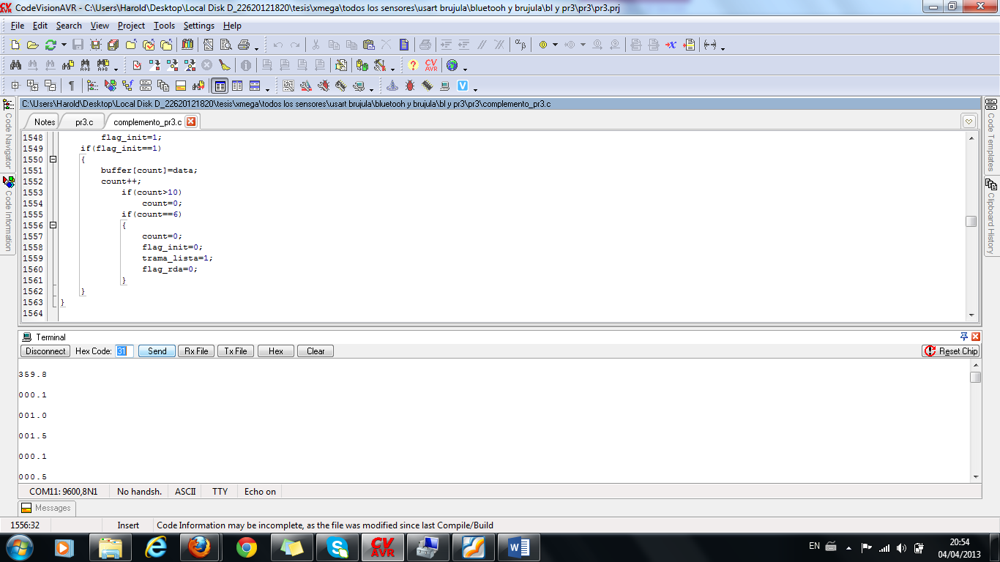 CodeVisionAVR - C:\Users\Harold\Desktop\Local Disk D_22620121820\tesis\xmega\todos los sensores\usart brujula\bluetooh y brujula\bl y pr3\pr3\pr3.prj
File Edit Search View Project Tools Settings Help
C:\Users\Harold\Desktop\Local Disk D_22620121820\tesis\xmega\todos los sensores\usart brujula\bluetooh y brujula\bl y pr3\pr3\complemento_pr3.c
Notes pr3.c complemento_pr3.c
Code Navigator
Code Information
Code Templates
Clipboard History
1548 flag_init=1;
1549 if(flag_init==1)
1550 {
1551 buffer[count]=data;
1552 count++;
1553 if(count>10)
1554 count=0;
1555 if(count==6)
1556 {
1557 count=0;
1558 flag_init=0;
1559 trama_lista=1;
1560 flag_rda=0;
1561 }
1562 }
1563 }
1564
Terminal
Disconnect Hex Code: 31 Send Rx File Tx File Hex Clear Reset Chip
359.8
000.1
001.0
001.5
000.1
000.5
COM11: 9600,8N1 No handsh. ASCII TTY Echo on
Messages
1556:32 Insert Code Information may be incomplete, as the file was modified since last Compile/Build
EN 20:54
04/04/2013